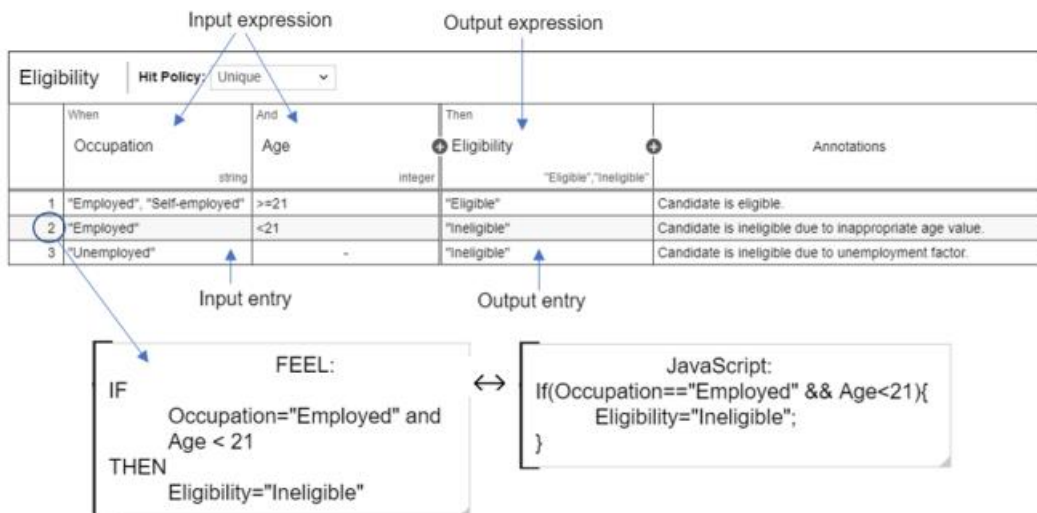 Input expression
Output expression
Eligibility Hit Policy: Unique
When And Then
Occupation Age Eligibility Annotations
string integer "Eligible","Ineligible"
1 "Employed", "Self-employed" >=21 "Eligible" Candidate is eligible.
2 "Employed" <21 "Ineligible" Candidate is ineligible due to inappropriate age value.
3 "Unemployed" - "Ineligible" Candidate is ineligible due to unemployment factor.
Input entry
Output entry
FEEL:
IF
Occupation="Employed" and
Age < 21
THEN
Eligibility="Ineligible"
JavaScript:
If(Occupation=="Employed" && Age<21){
Eligibility="Ineligible";
}